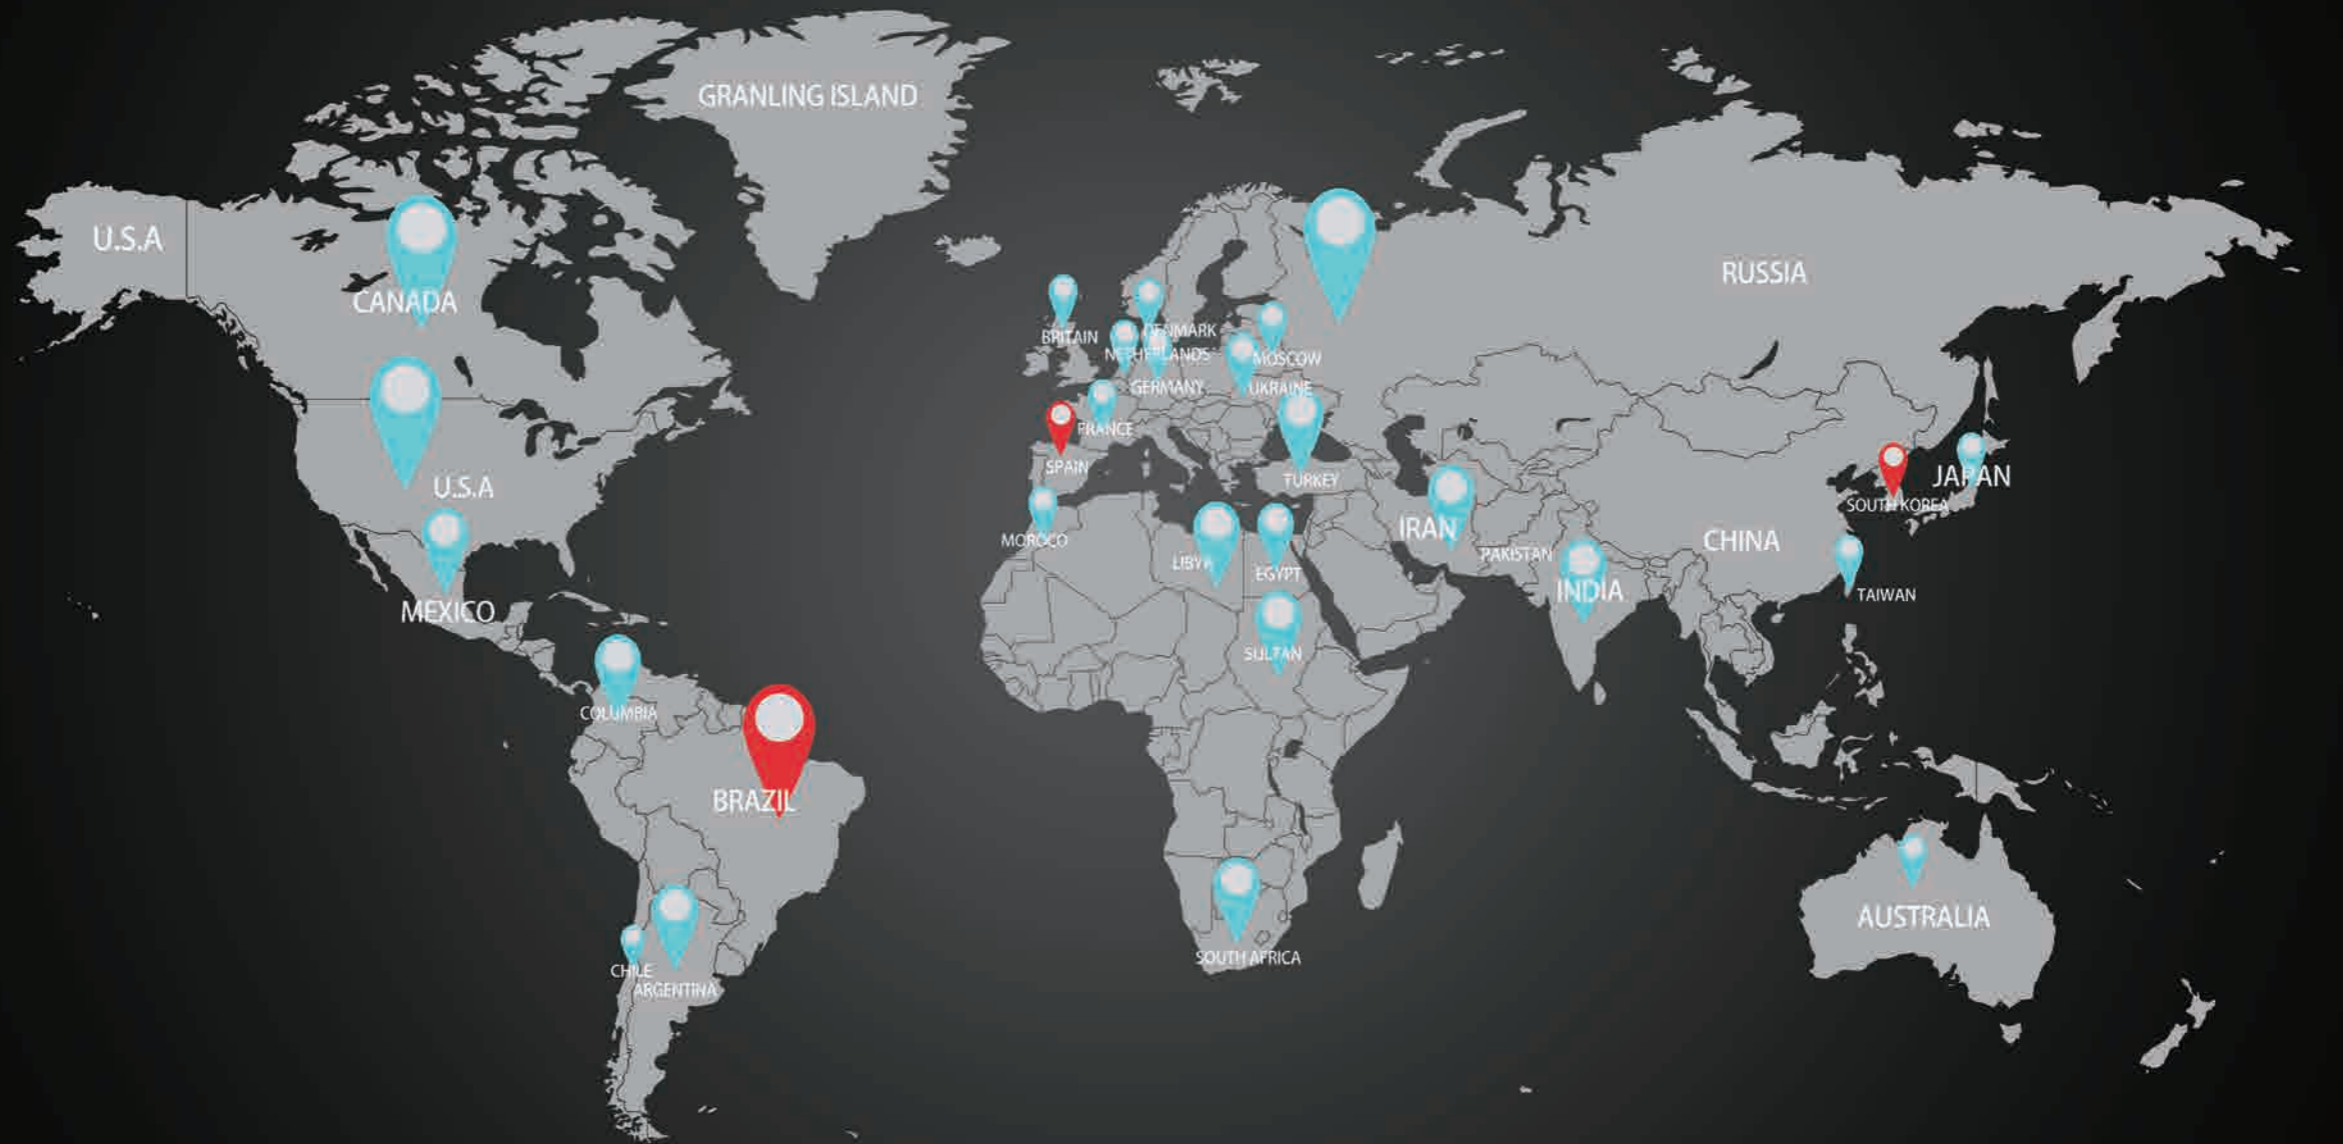 GRANLING ISLAND
U.S.A
CANADA
RUSSIA
BRITAIN
DENMARK
NETHERLANDS
MOSCOW
GERMANY
UKRAINE
FRANCE
SPAIN
TURKEY
JAPAN
U.S.A
SOUTH KOREA
IRAN
MOROCO
CHINA
PAKISTAN
LIBYA
EGYPT
INDIA
TAIWAN
MEXICO
SULTAN
COLUMBIA
BRAZIL
AUSTRALIA
SOUTH AFRICA
CHILE
ARGENTINA